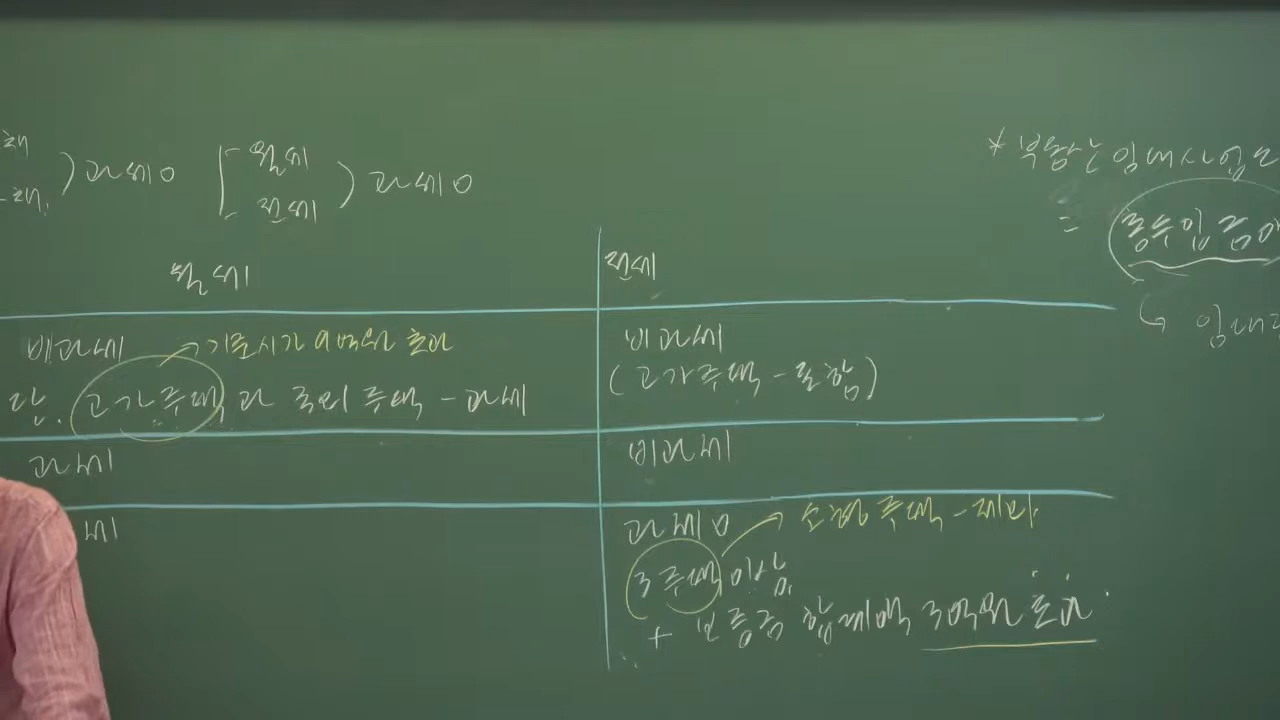 과세o [ 월세 ) 과세o
전세
* 부동산임대사업
= 총수입금액
월세
전세
비과세 → 기준시가 9억원 초과
단. 고가주택과 국외 주택 - 과세
비과세
(고가주택 - 포함)
과세
비과세
세
과세o → 소형 주택 - 제외
3주택 이상
+ 보증금 합계액 3억원 초과.